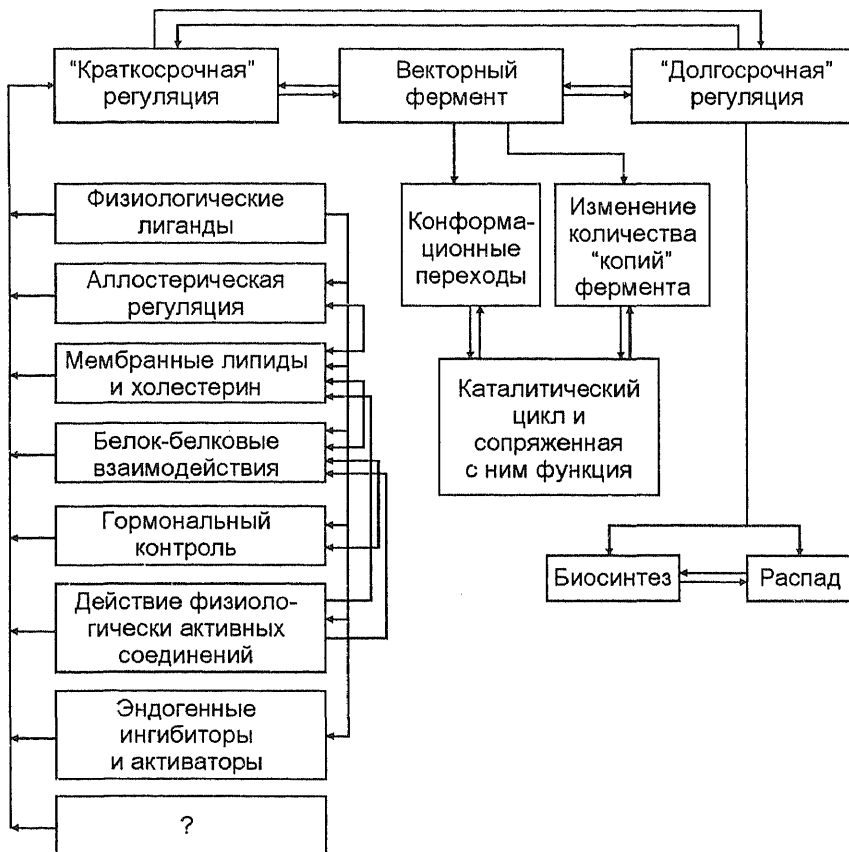 “Краткосрочная”
регуляция
Векторный
фермент
“Долгосрочная”
регуляция
Физиологические
лиганды
Аллостерическая
регуляция
Мембранные липиды
и холестерин
Белок-белковые
взаимодействия
Гормональный
контроль
Действие физиоло-
гически активных
соединений
Эндогенные
ингибиторы
и активаторы
?
Конформа-
ционные
переходы
Изменение
количества
“копий”
фермента
Каталитический
цикл и
сопряженная
с ним функция
Биосинтез
Распад